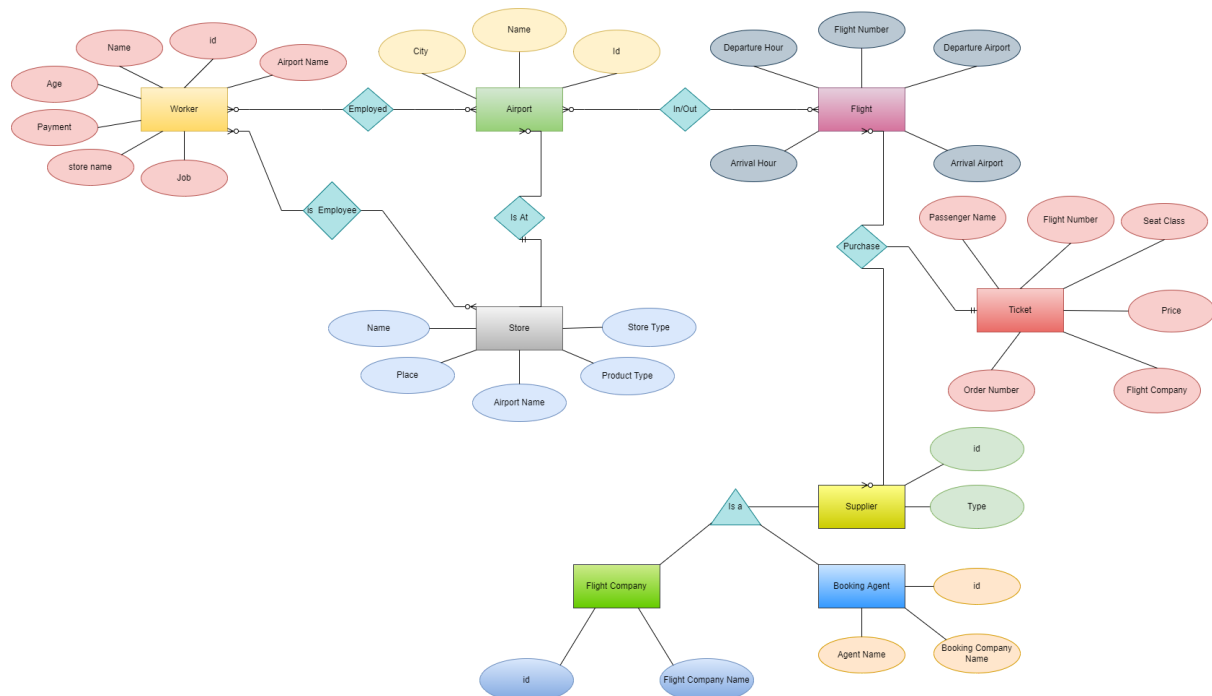 Name
id
Airport Name
Age
Worker
Payment
store name
Job
Employed
City
Name
Id
Airport
In/Out
Departure Hour
Flight Number
Departure Airport
Flight
Arrival Hour
Arrival Airport
is Employee
Is At
Purchase
Passenger Name
Flight Number
Seat Class
Ticket
Price
Order Number
Flight Company
Name
Store
Store Type
Place
Product Type
Airport Name
id
Supplier
Type
Is a
Flight Company
Booking Agent
id
Agent Name
Booking Company
Name
id
Flight Company Name